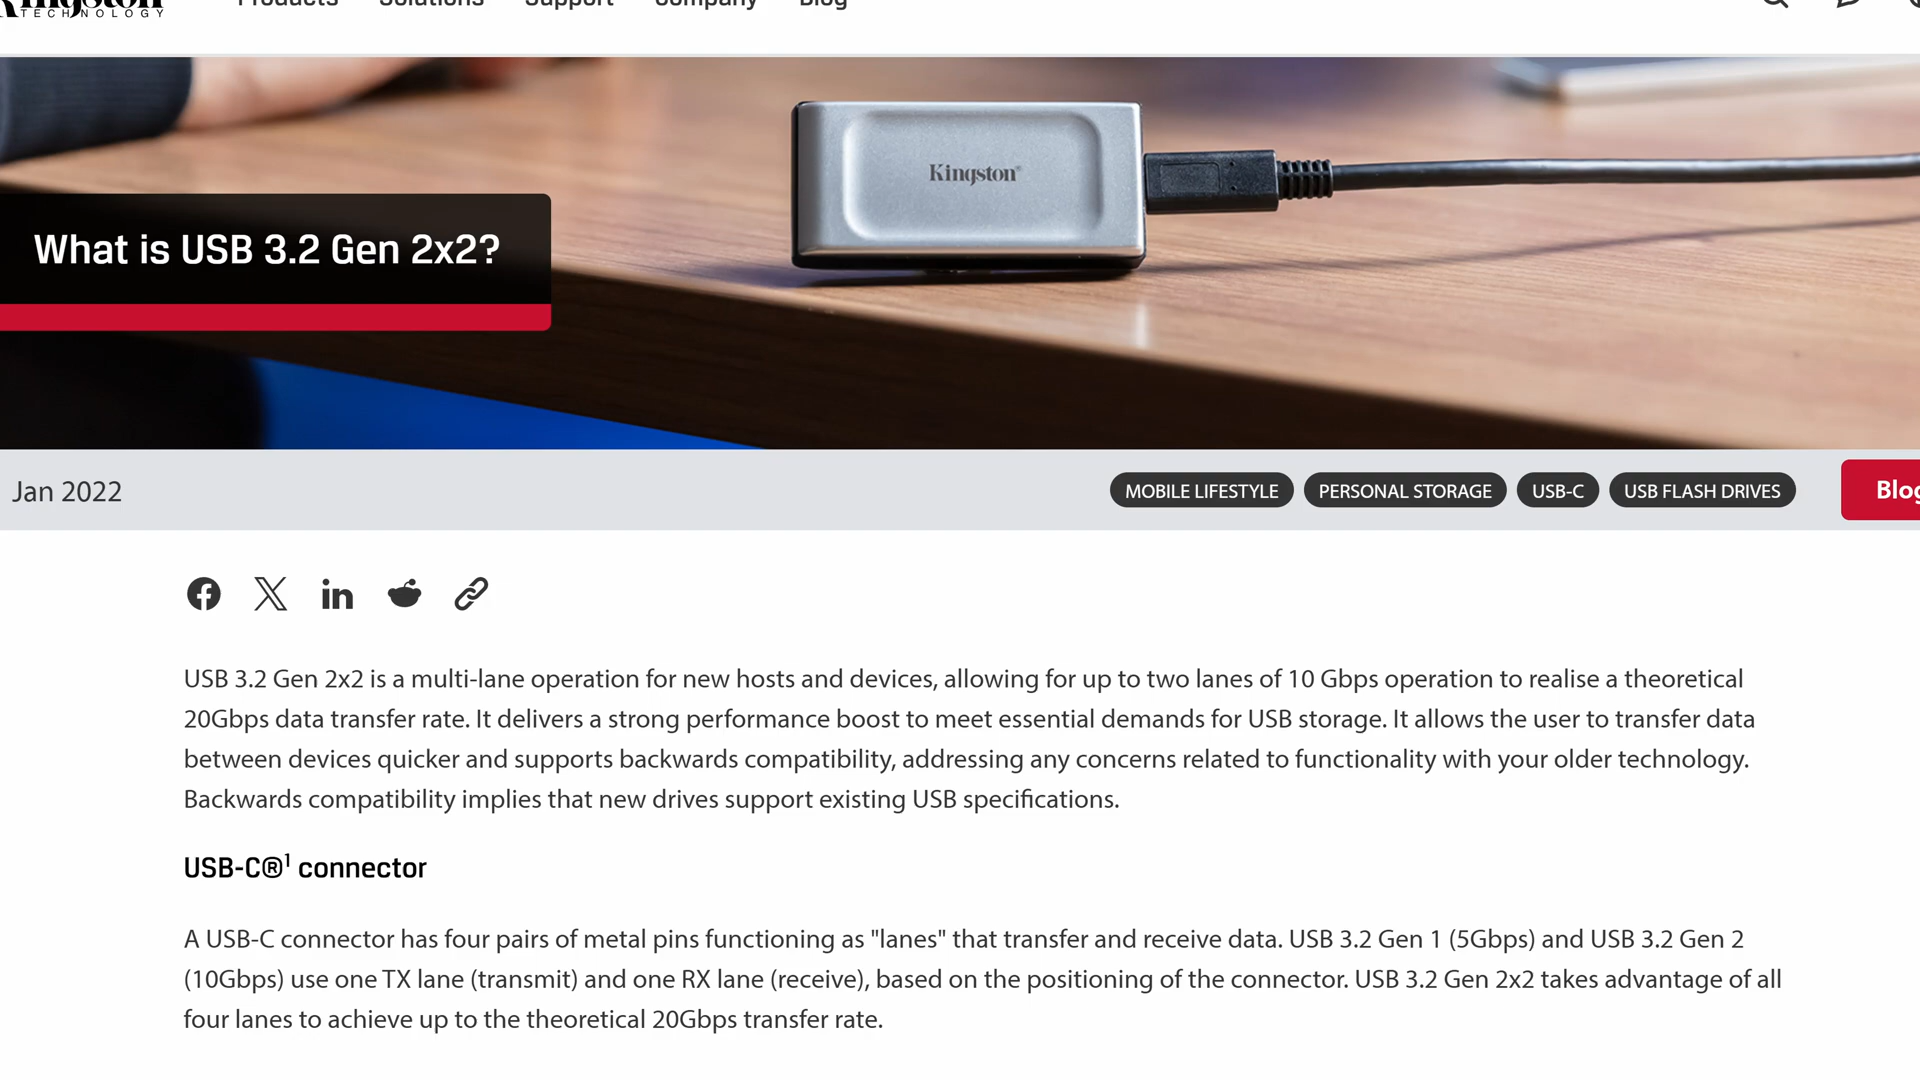 Kingston
TECHNOLOGY
Products Solutions Support Company Blog
Kingston
What is USB 3.2 Gen 2x2?
Jan 2022
MOBILE LIFESTYLE PERSONAL STORAGE USB-C USB FLASH DRIVES Blog
USB 3.2 Gen 2x2 is a multi-lane operation for new hosts and devices, allowing for up to two lanes of 10 Gbps operation to realise a theoretical
20Gbps data transfer rate. It delivers a strong performance boost to meet essential demands for USB storage. It allows the user to transfer data
between devices quicker and supports backwards compatibility, addressing any concerns related to functionality with your older technology.
Backwards compatibility implies that new drives support existing USB specifications.
USB-C®¹ connector
A USB-C connector has four pairs of metal pins functioning as "lanes" that transfer and receive data. USB 3.2 Gen 1 (5Gbps) and USB 3.2 Gen 2
(10Gbps) use one TX lane (transmit) and one RX lane (receive), based on the positioning of the connector. USB 3.2 Gen 2x2 takes advantage of all
four lanes to achieve up to the theoretical 20Gbps transfer rate.